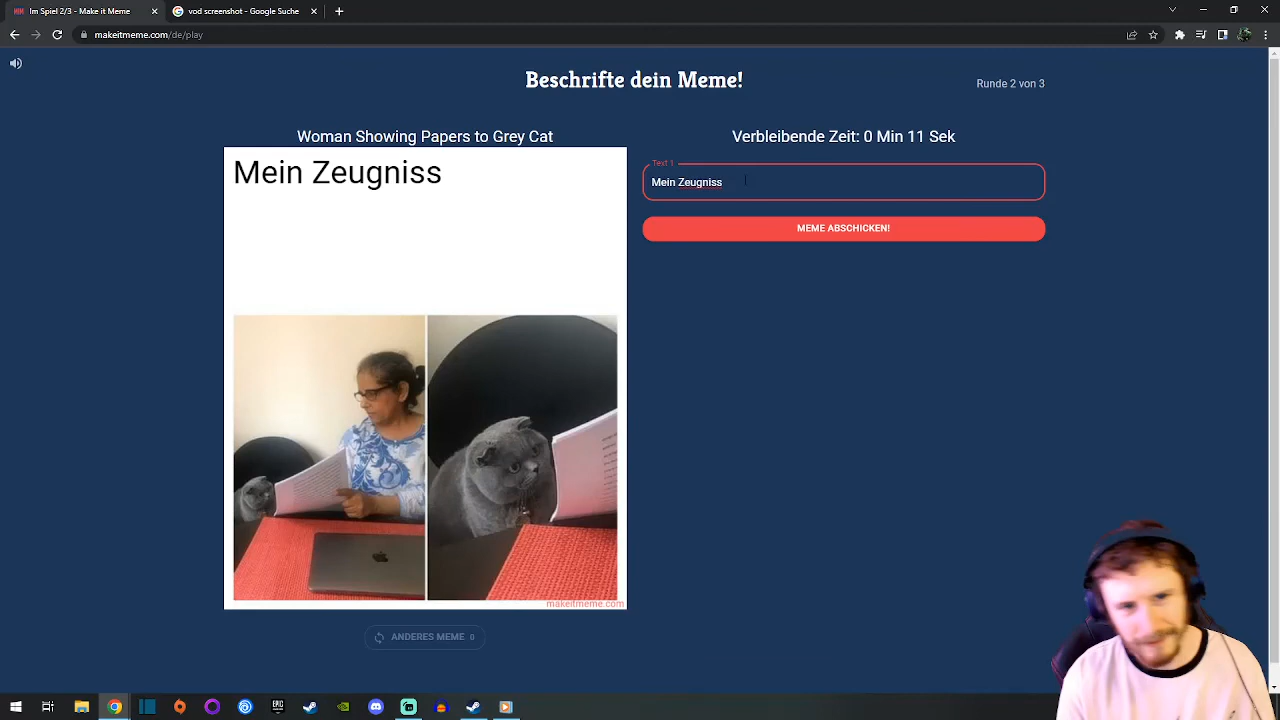 Im Spiel 2/3 - Make it Meme
vod screenshot - Google Suche
makeitmeme.com/de/play
Beschrifte dein Meme!
Runde 2 von 3
Woman Showing Papers to Grey Cat
Verbleibende Zeit: 0 Min 11 Sek
Mein Zeugniss
Text 1
Mein Zeugniss
MEME ABSCHICKEN!
makeitmeme.com
ANDERES MEME 0
EPIC